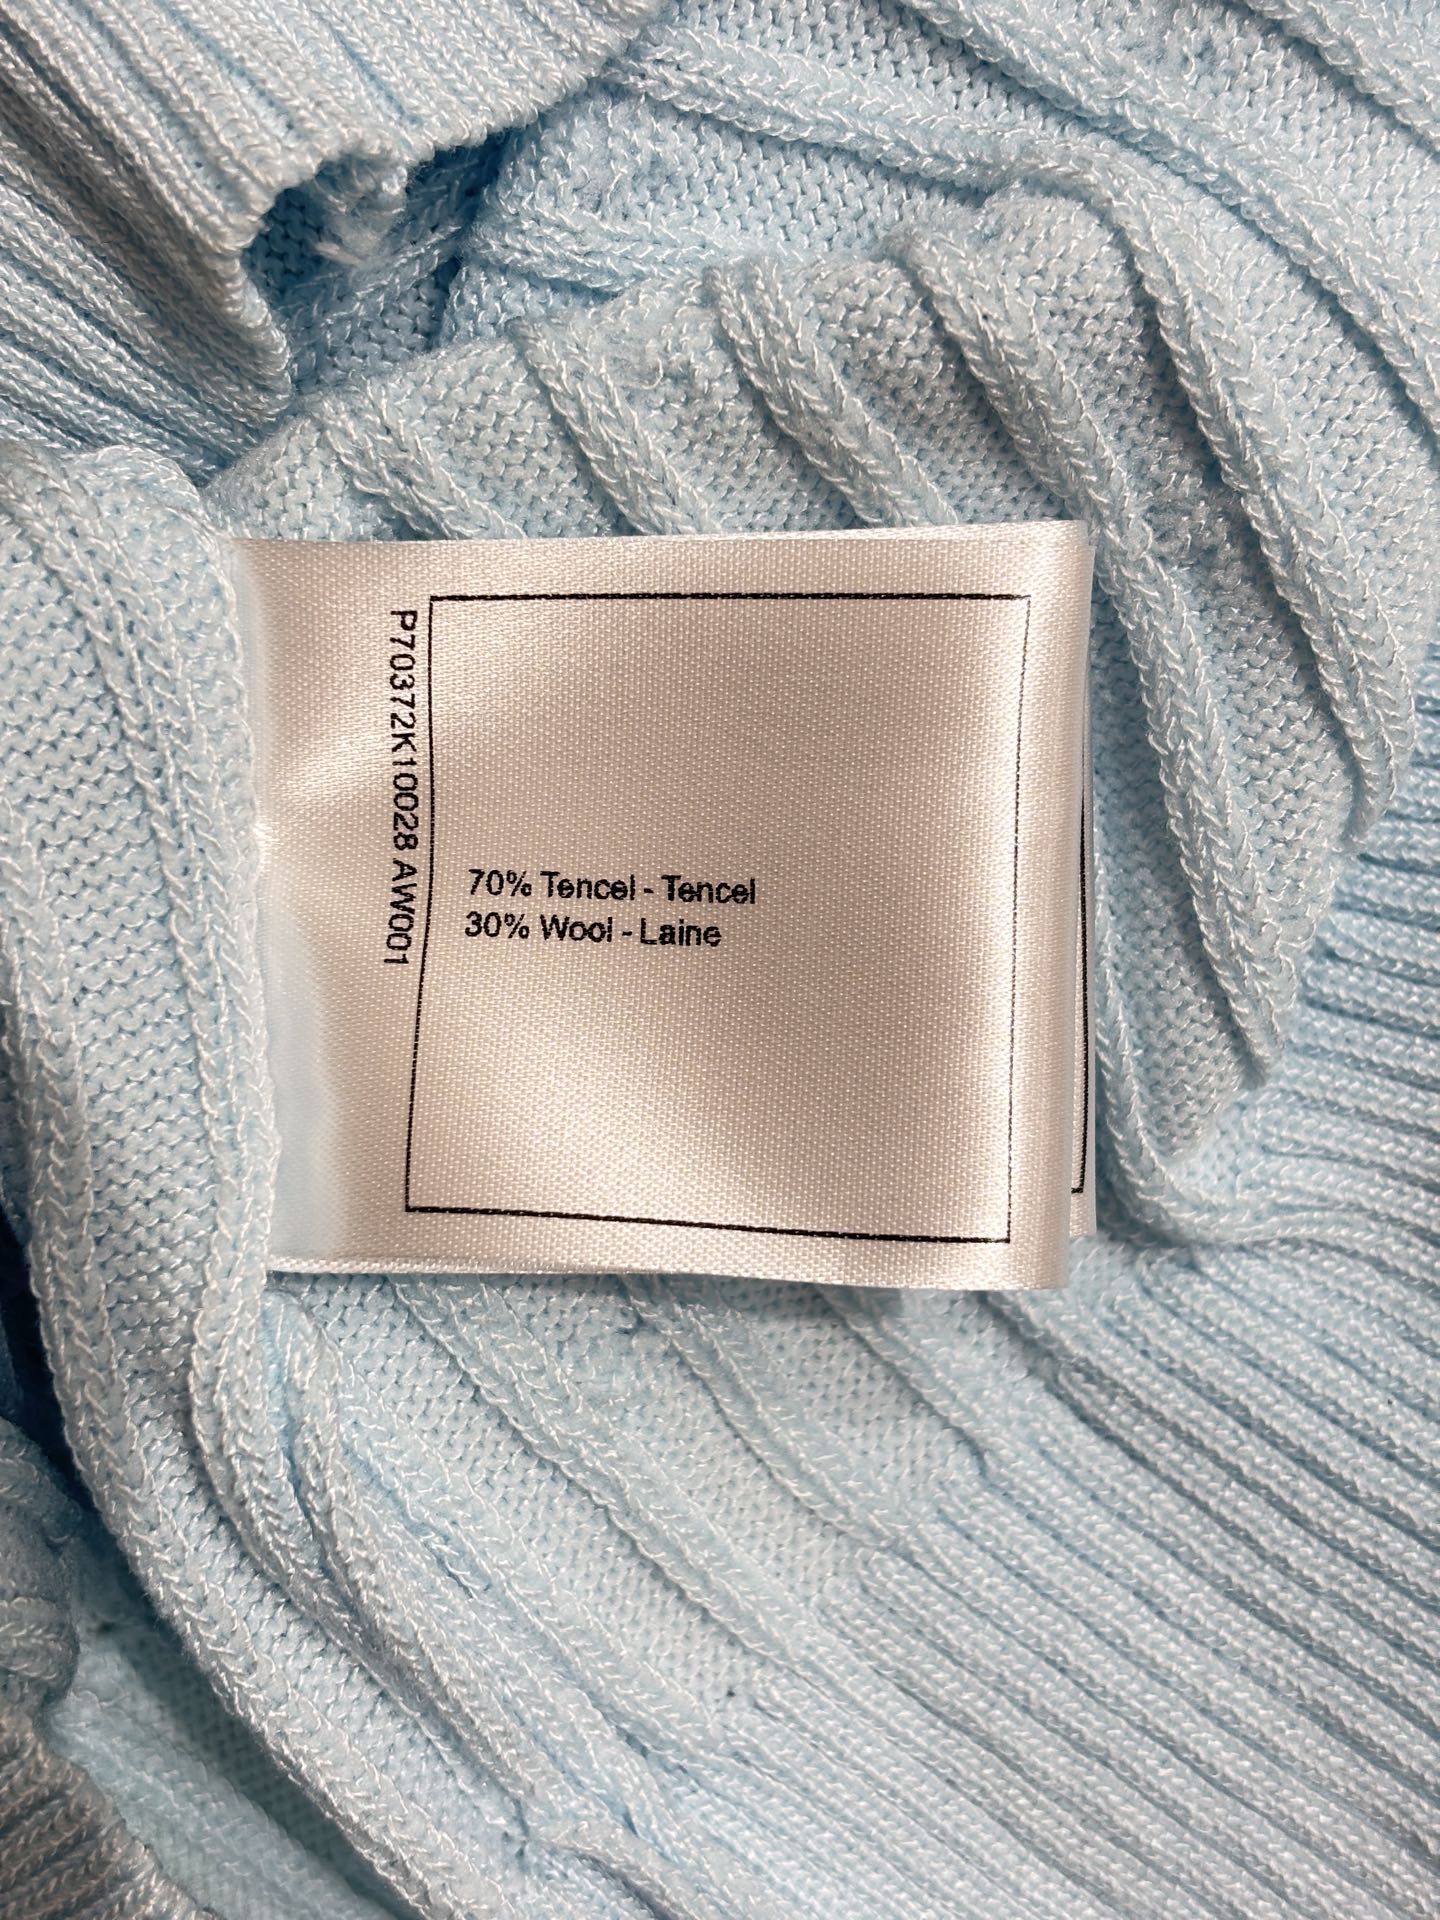 P70372K10028 AW001
70% Tencel - Tencel
30% Wool - Laine